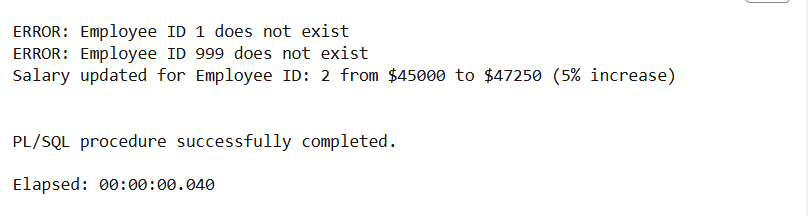 ERROR: Employee ID 1 does not exist
ERROR: Employee ID 999 does not exist
Salary updated for Employee ID: 2 from $45000 to $47250 (5% increase)
PL/SQL procedure successfully completed.
Elapsed: 00:00:00.040